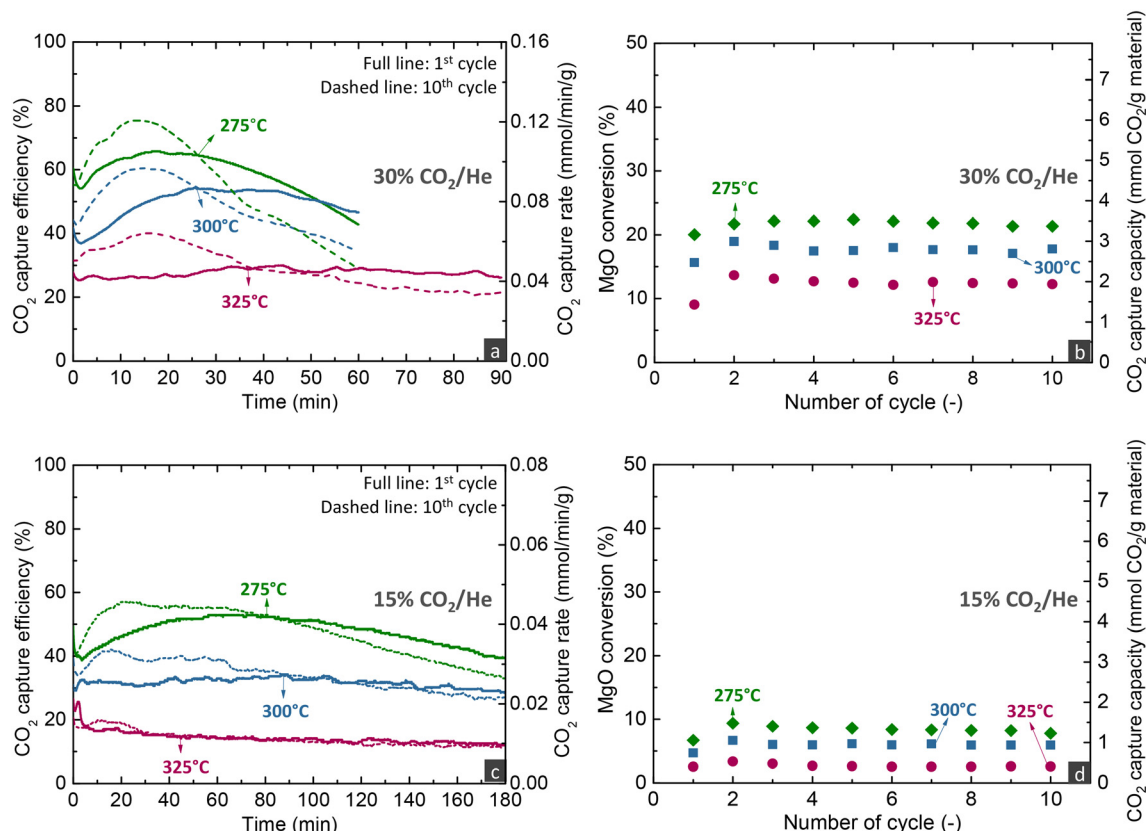 100
80
60
40
20
0
CO₂ capture efficiency (%)
Full line: 1ˢᵗ cycle
Dashed line: 10ᵗʰ cycle
275°C
30% CO₂/He
300°C
325°C
a
0.16
0.12
0.08
0.04
0.00
CO₂ capture rate (mmol/min/g)
0 10 20 30 40 50 60 70 80 90
Time (min)
50
40
30
20
10
0
MgO conversion (%)
30% CO₂/He
275°C
300°C
325°C
b
7
6
5
4
3
2
1
0
CO₂ capture capacity (mmol CO₂/g material)
0 2 4 6 8 10
Number of cycle (-)
100
80
60
40
20
0
CO₂ capture efficiency (%)
Full line: 1ˢᵗ cycle
Dashed line: 10ᵗʰ cycle
275°C
15% CO₂/He
300°C
325°C
c
0.08
0.06
0.04
0.02
0.00
CO₂ capture rate (mmol/min/g)
0 20 40 60 80 100 120 140 160 180
Time (min)
50
40
30
20
10
0
MgO conversion (%)
15% CO₂/He
275°C
300°C
325°C
d
7
6
5
4
3
2
1
0
CO₂ capture capacity (mmol CO₂/g material)
0 2 4 6 8 10
Number of cycle (-)